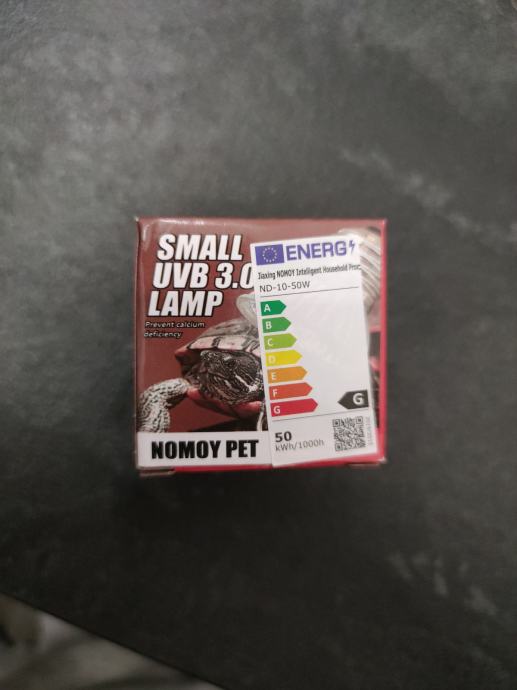 SMALL
UVB 3.0
LAMP
Prevent calcium
deficiency
NOMOY PET
ENERG
Jiaxing NOMOY Intelligent Household
ND-10-50W
A
B
C
D
E
F
G
G
50
kWh/1000h